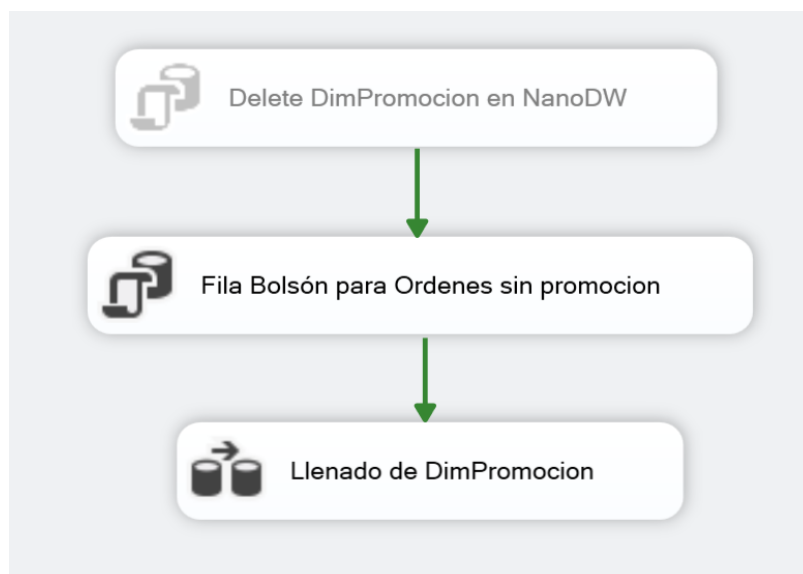 Delete DimPromocion en NanoDW
Fila Bolsón para Ordenes sin promocion
Llenado de DimPromocion